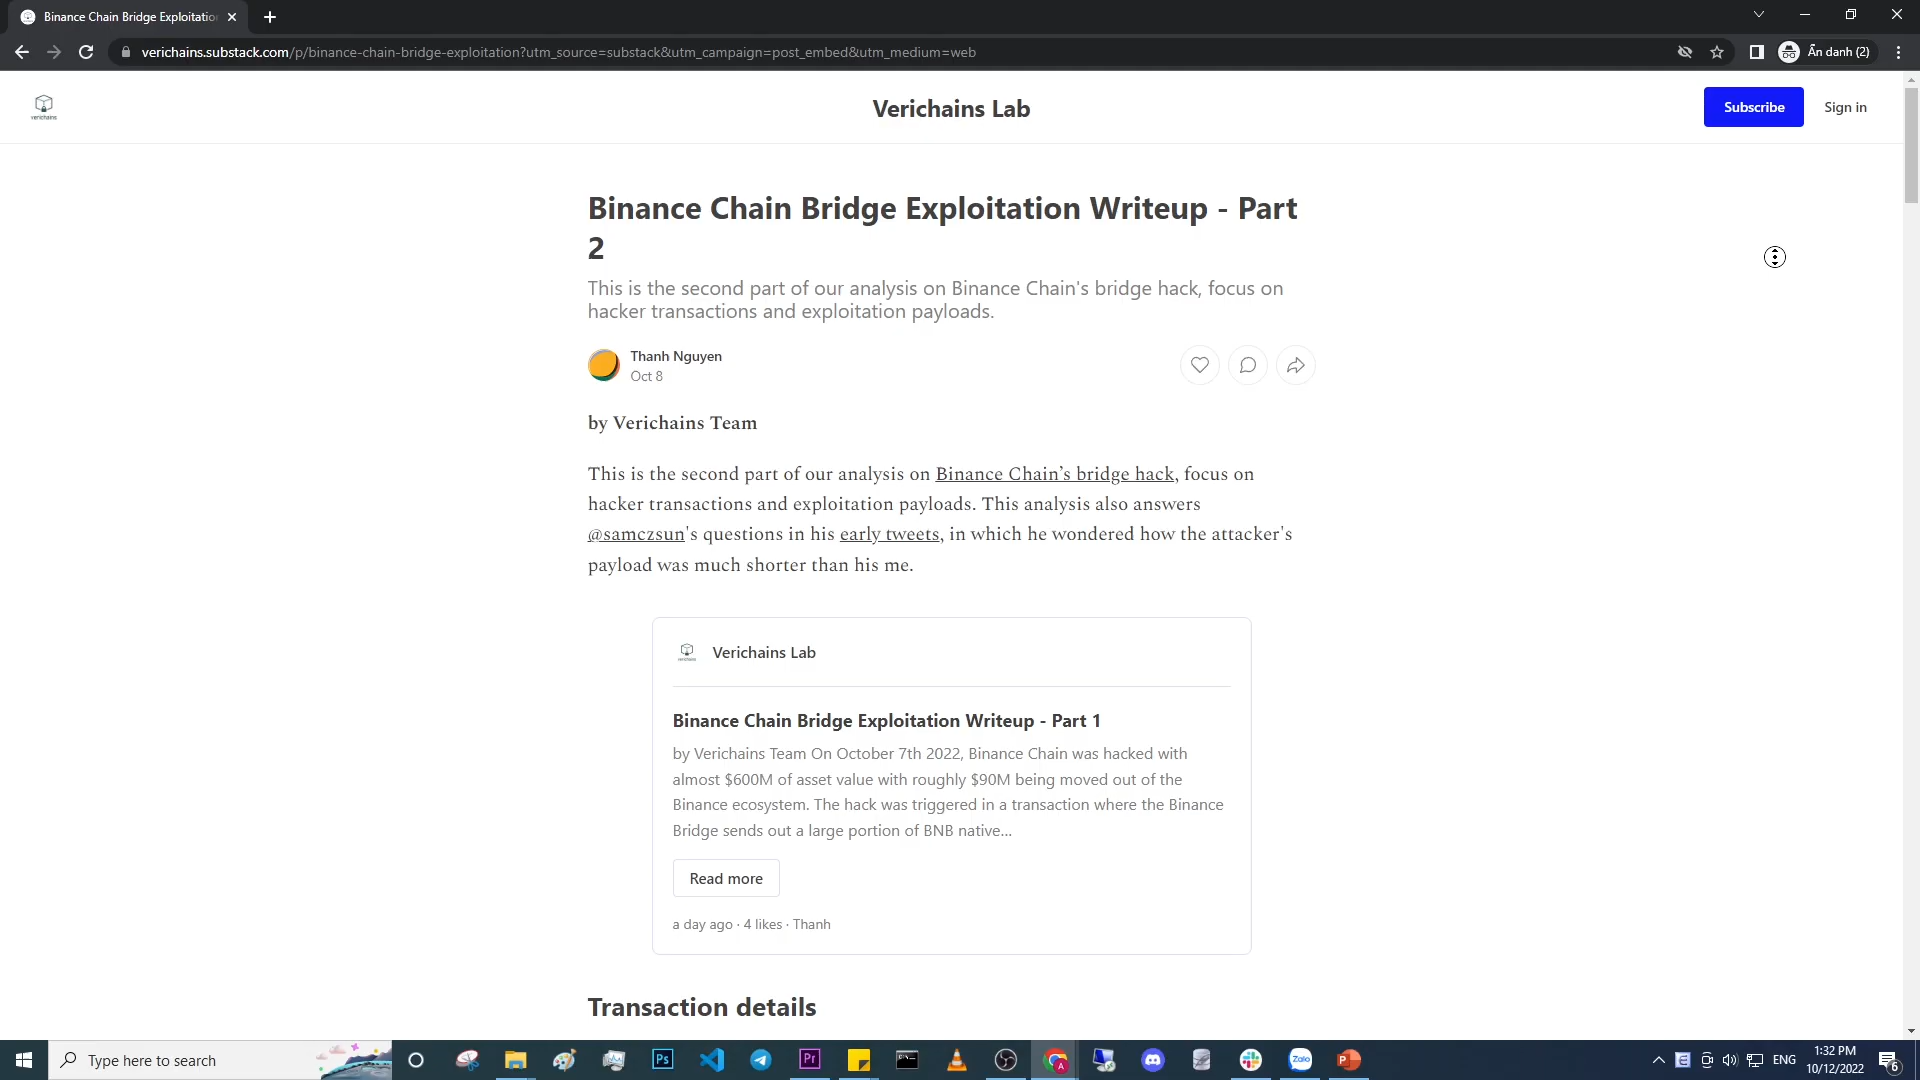 Binance Chain Bridge Exploitatio
verichains.substack.com/p/binance-chain-bridge-exploitation?utm_source=substack&utm_campaign=post_embed&utm_medium=web
Ẩn danh (2)
verichains
Verichains Lab
Subscribe
Sign in
Binance Chain Bridge Exploitation Writeup - Part
2
This is the second part of our analysis on Binance Chain's bridge hack, focus on
hacker transactions and exploitation payloads.
Thanh Nguyen
Oct 8
by Verichains Team
This is the second part of our analysis on Binance Chain’s bridge hack, focus on
hacker transactions and exploitation payloads. This analysis also answers
@samczsun's questions in his early tweets, in which he wondered how the attacker's
payload was much shorter than his me.
verichains
Verichains Lab
Binance Chain Bridge Exploitation Writeup - Part 1
by Verichains Team On October 7th 2022, Binance Chain was hacked with
almost $600M of asset value with roughly $90M being moved out of the
Binance ecosystem. The hack was triggered in a transaction where the Binance
Bridge sends out a large portion of BNB native...
Read more
a day ago · 4 likes · Thanh
Transaction details
Type here to search
Ps
Pr
A
Zalo
P
E
ENG
1:32 PM
10/12/2022
6